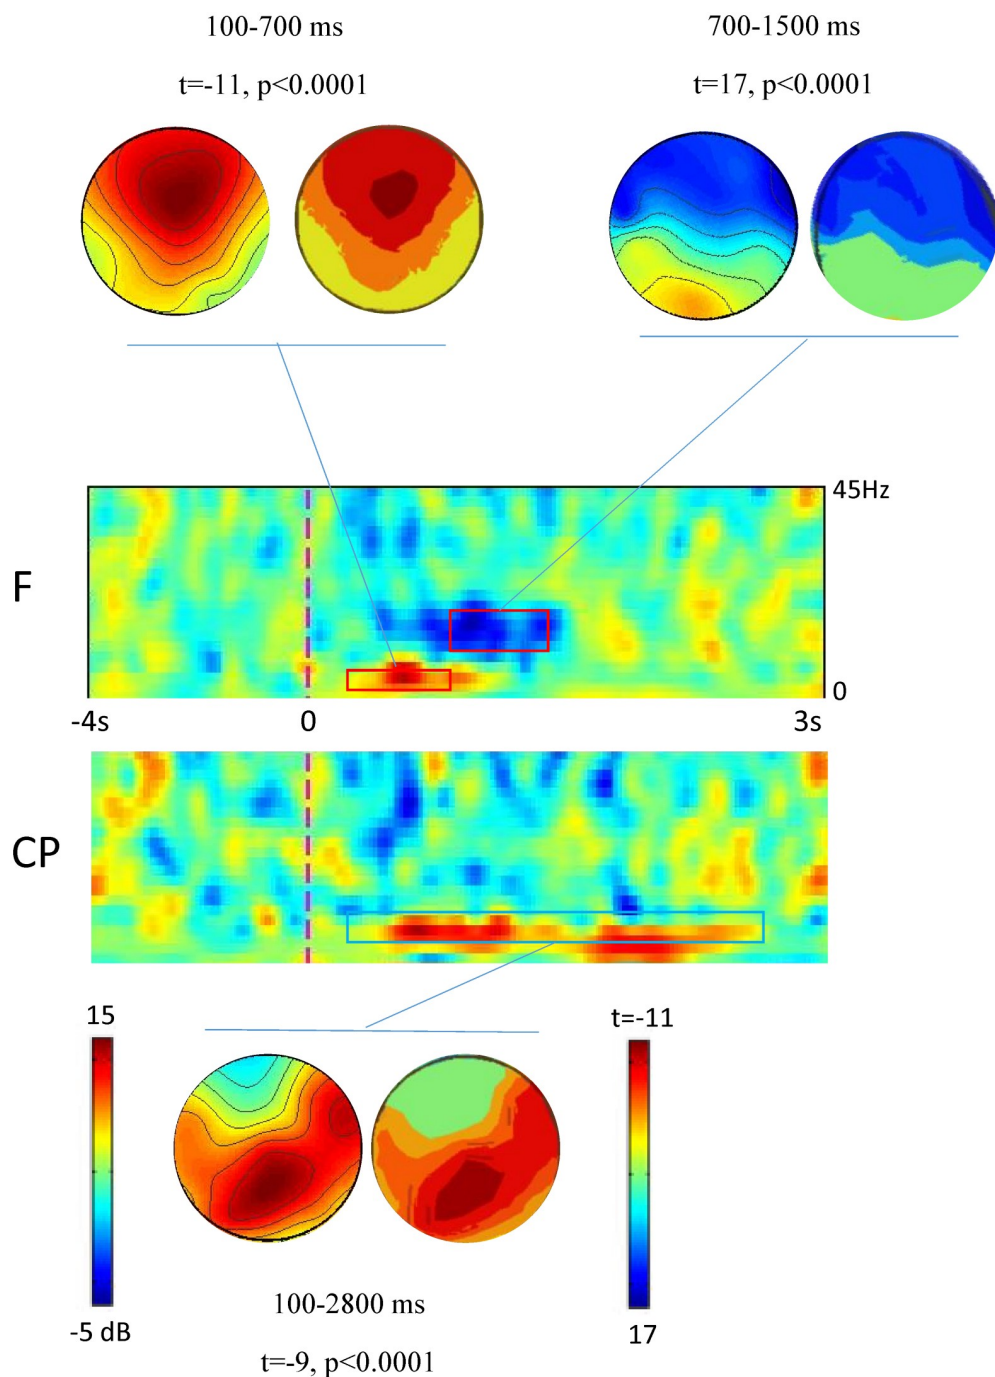 100-700 ms
t=-11, p<0.0001
700-1500 ms
t=17, p<0.0001
45Hz
F
0
-4s
0
3s
CP
15
t=-11
-5 dB
17
100-2800 ms
t=-9, p<0.0001